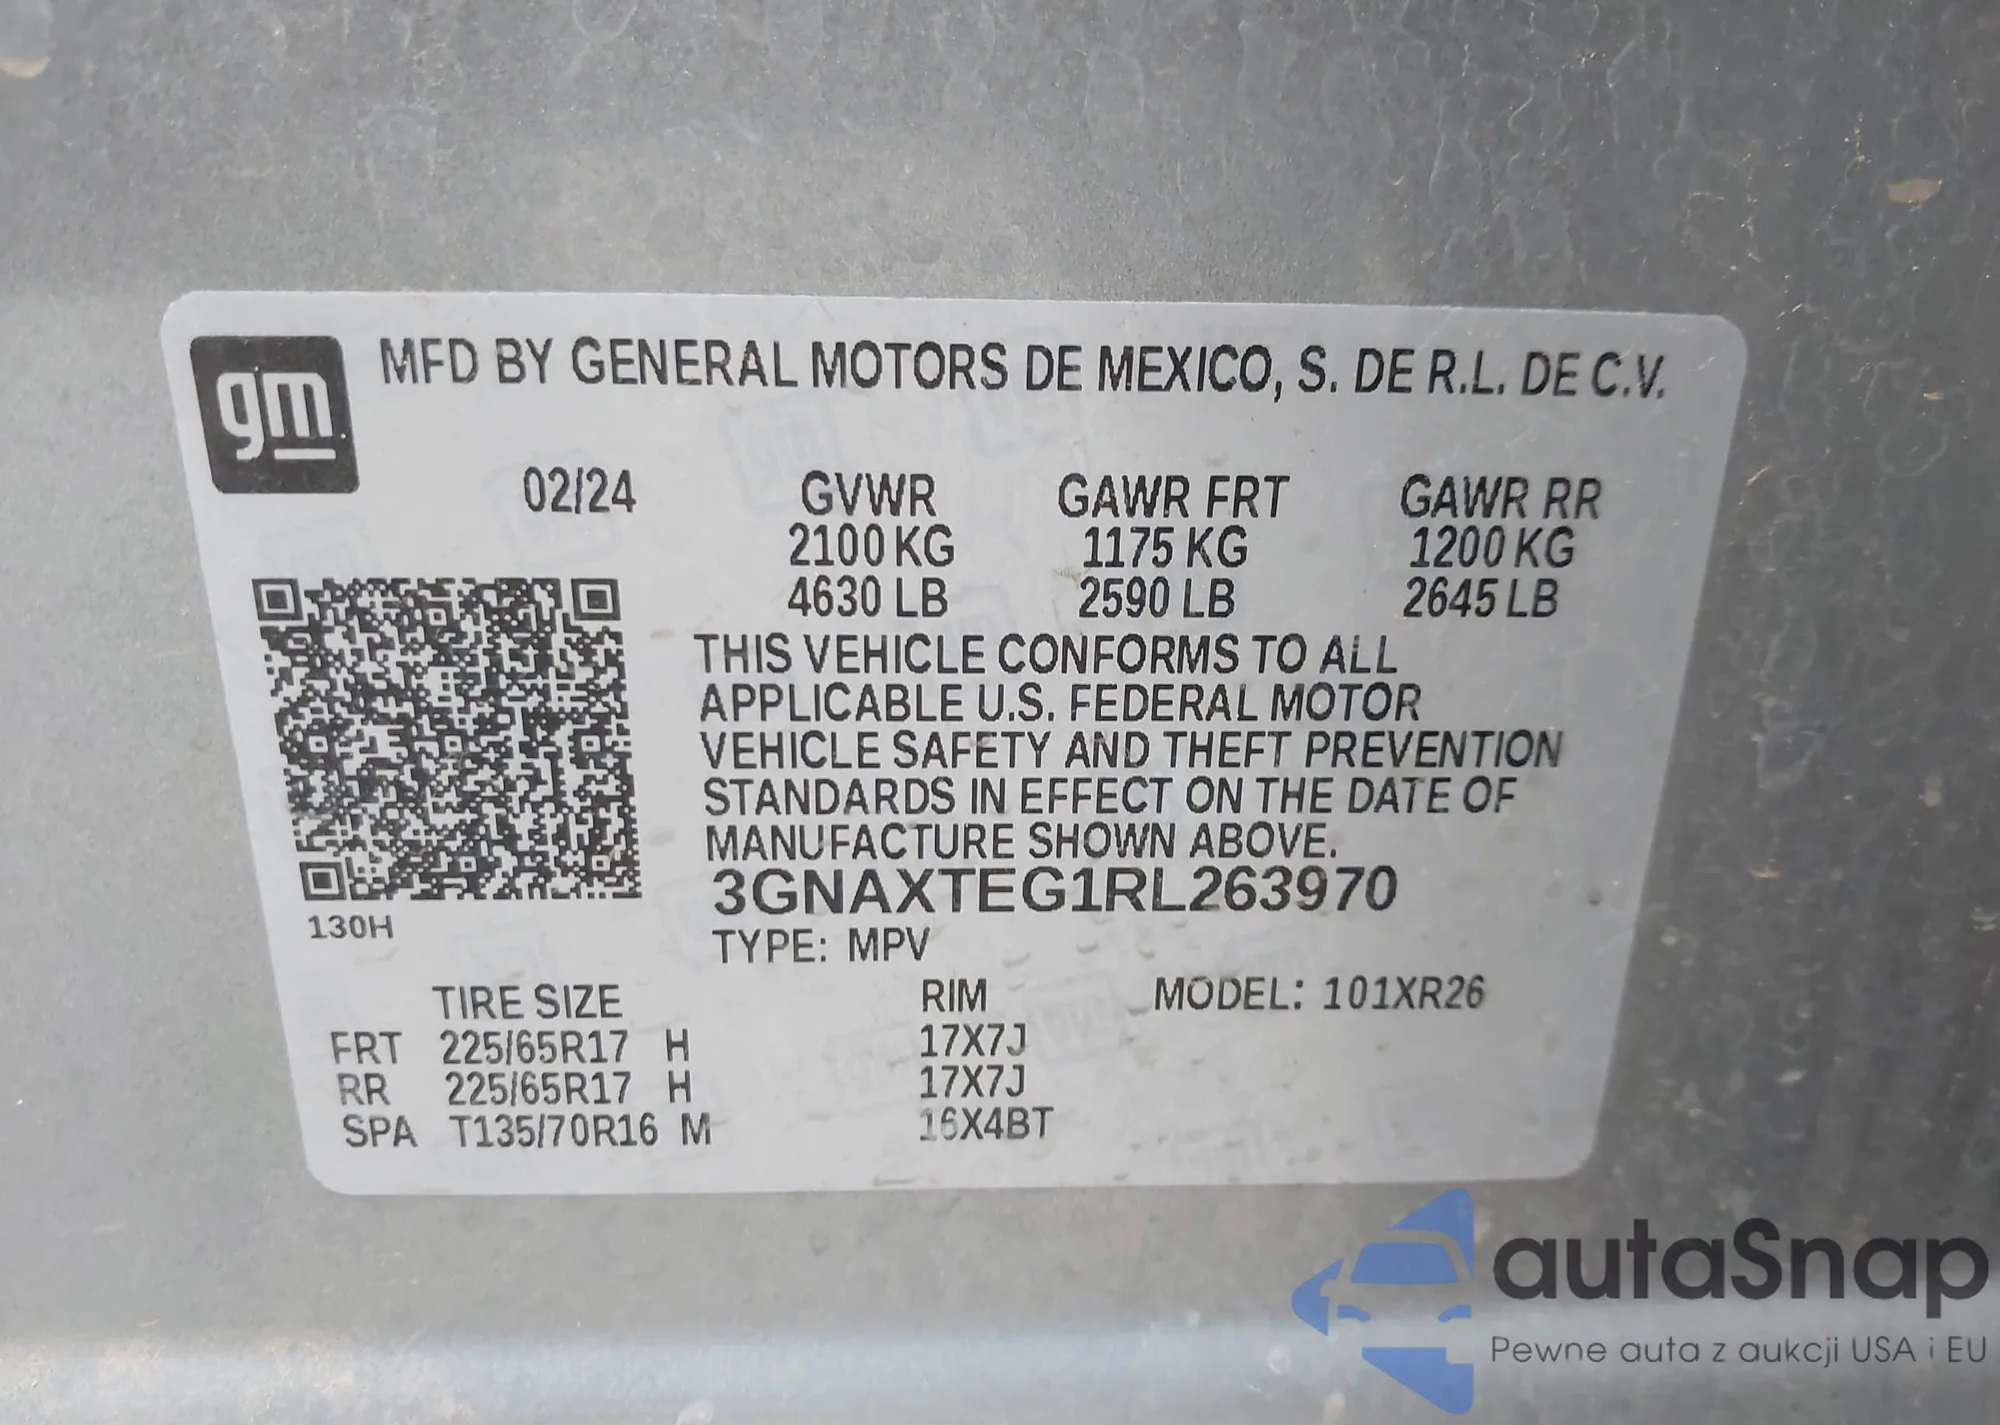 gm
MFD BY GENERAL MOTORS DE MEXICO, S. DE R.L. DE C.V.
02/24 GVWR GAWR FRT GAWR RR
2100 KG 1175 KG 1200 KG
4630 LB 2590 LB 2645 LB
THIS VEHICLE CONFORMS TO ALL
APPLICABLE U.S. FEDERAL MOTOR
VEHICLE SAFETY AND THEFT PREVENTION
STANDARDS IN EFFECT ON THE DATE OF
MANUFACTURE SHOWN ABOVE.
3GNAXTEG1RL263970
130H
TYPE: MPV
TIRE SIZE RIM MODEL: 101XR26
FRT 225/65R17 H 17X7J
RR 225/65R17 H 17X7J
SPA T135/70R16 M 16X4BT
autaSnap
Pewne auta z aukcji USA i EU